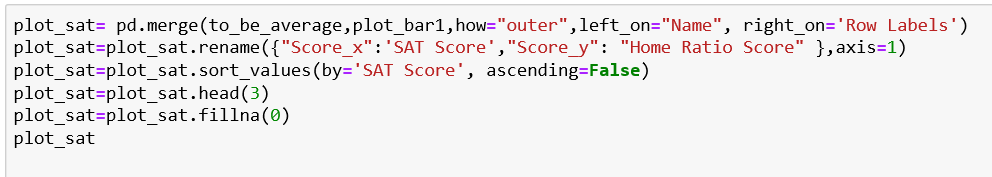 plot_sat= pd.merge(to_be_average,plot_bar1,how="outer",left_on="Name", right_on='Row Labels')
plot_sat=plot_sat.rename({"Score_x":'SAT Score',"Score_y": "Home Ratio Score" },axis=1)
plot_sat=plot_sat.sort_values(by='SAT Score', ascending=False)
plot_sat=plot_sat.head(3)
plot_sat=plot_sat.fillna(0)
plot_sat